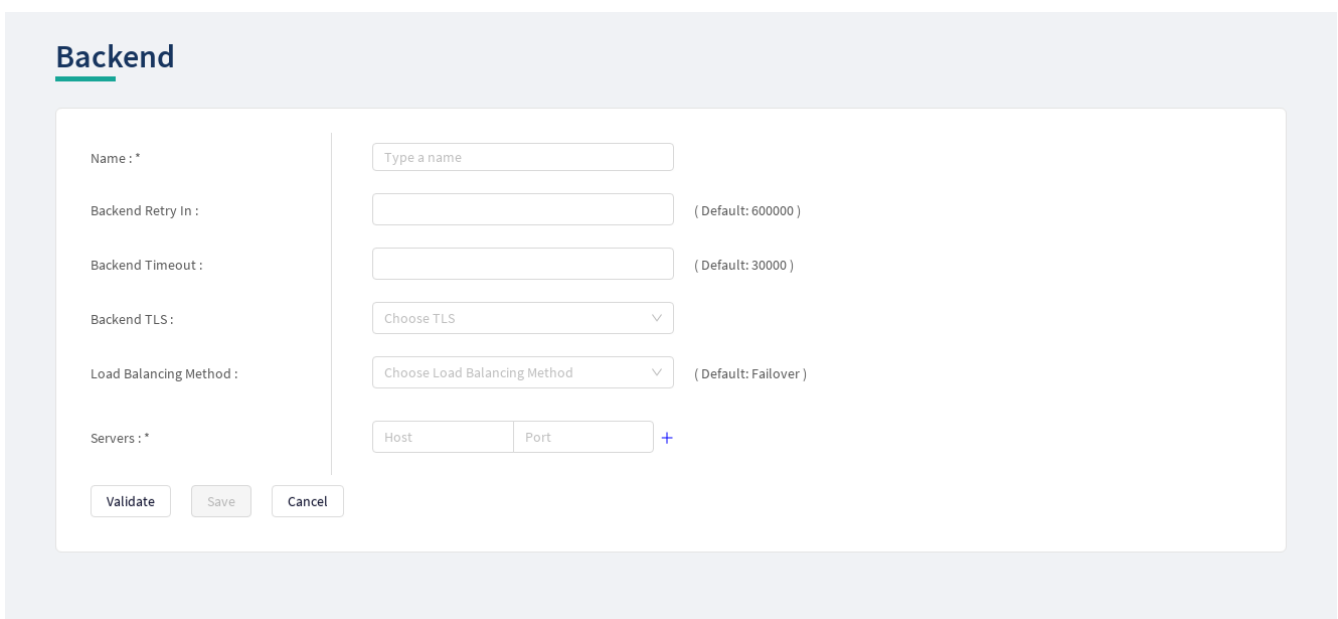 Backend
Name : * Type a name
Backend Retry In : ( Default: 600000 )
Backend Timeout : ( Default: 30000 )
Backend TLS : Choose TLS
Load Balancing Method : Choose Load Balancing Method ( Default: Failover )
Servers : * Host Port +
Validate Save Cancel